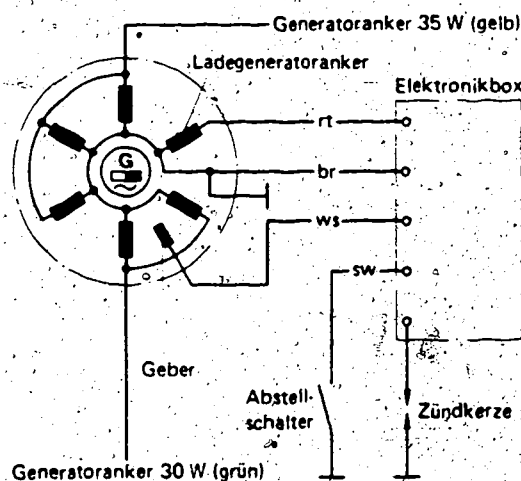 Generatoranker 35 W (gelb)
Ladegeneratoranker
Elektronikbox
rt
G
br
ws
sw
Geber
Abstell-
schalter
Zündkerze
Generatoranker 30 W (grün)